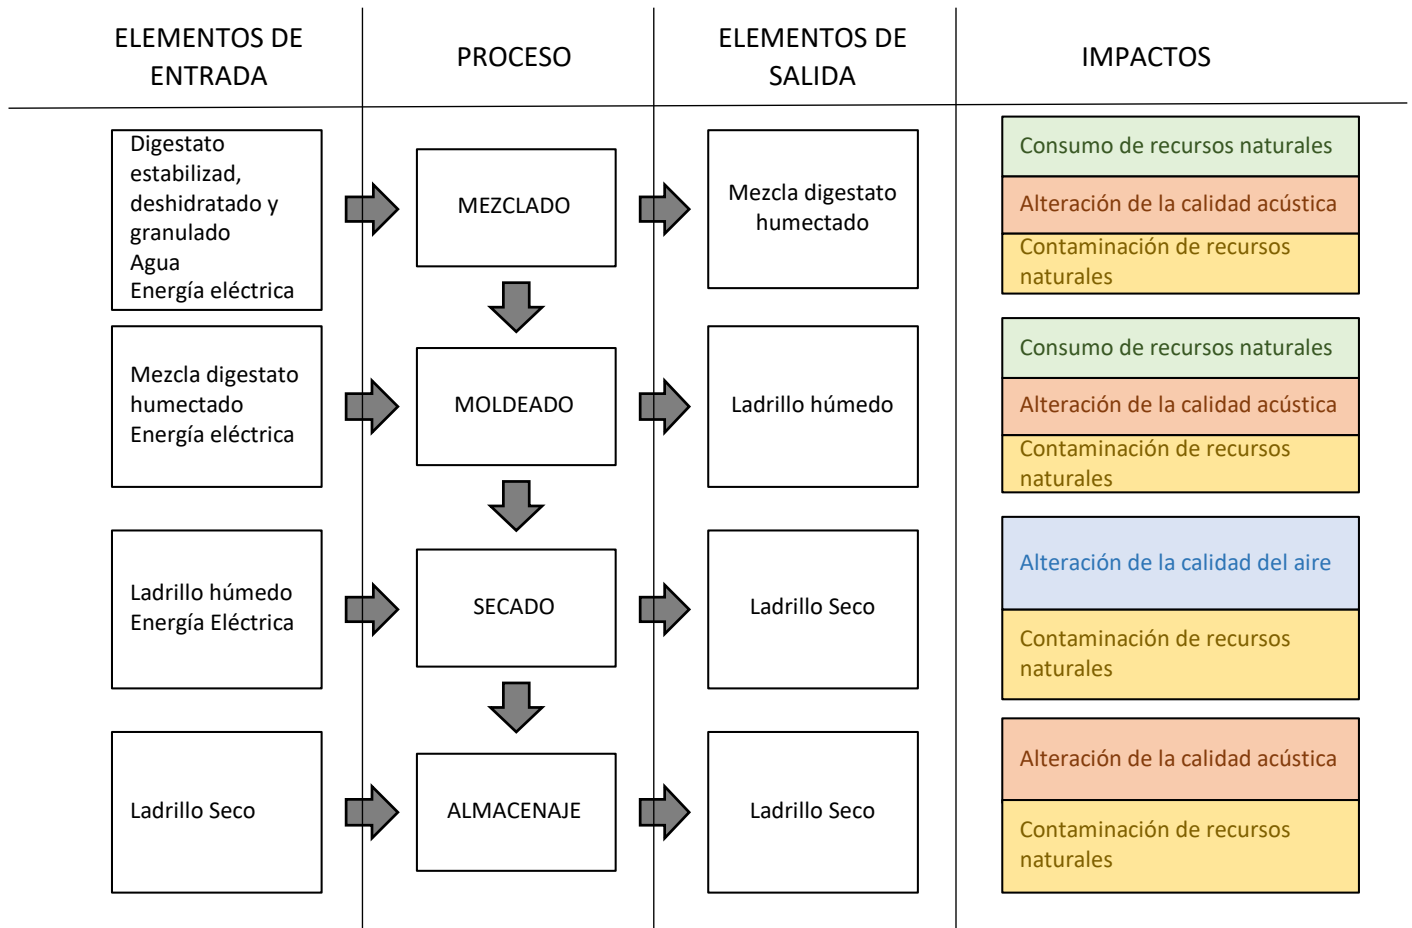 ELEMENTOS DE
ENTRADA
PROCESO
ELEMENTOS DE
SALIDA
IMPACTOS
Digestato
estabilizad,
deshidratado y
granulado
Agua
Energía eléctrica
MEZCLADO
Mezcla digestato
humectado
Consumo de recursos naturales
Alteración de la calidad acústica
Contaminación de recursos
naturales
Mezcla digestato
humectado
Energía eléctrica
MOLDEADO
Ladrillo húmedo
Consumo de recursos naturales
Alteración de la calidad acústica
Contaminación de recursos
naturales
Ladrillo húmedo
Energía Eléctrica
SECADO
Ladrillo Seco
Alteración de la calidad del aire
Contaminación de recursos
naturales
Ladrillo Seco
ALMACENAJE
Ladrillo Seco
Alteración de la calidad acústica
Contaminación de recursos
naturales